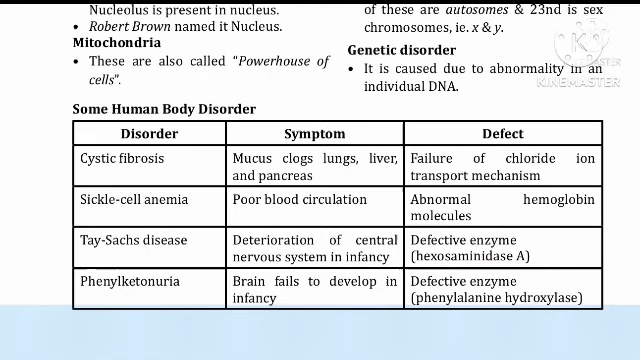 Nucleolus is present in nucleus.
• Robert Brown named it Nucleus.
Mitochondria
• These are also called "Powerhouse of
cells".
of these are autosomes & 23nd is sex
chromosomes, ie. x & y.
Genetic disorder
• It is caused due to abnormality in an
individual DNA.
KINEMASTER
Some Human Body Disorder
Disorder Symptom Defect
Cystic fibrosis Mucus clogs lungs, liver, Failure of chloride ion
and pancreas transport mechanism
Sickle-cell anemia Poor blood circulation Abnormal hemoglobin
molecules
Tay-Sachs disease Deterioration of central Defective enzyme
nervous system in infancy (hexosaminidase A)
Phenylketonuria Brain fails to develop in Defective enzyme
infancy (phenylalanine hydroxylase)